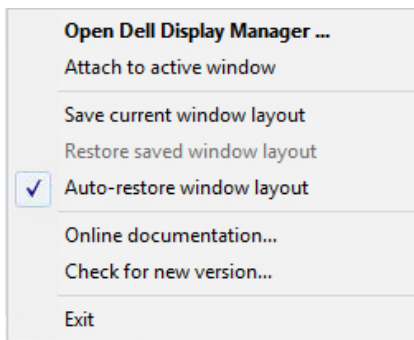 Open Dell Display Manager ...
Attach to active window
Save current window layout
Restore saved window layout
Auto-restore window layout
Online documentation...
Check for new version...
Exit